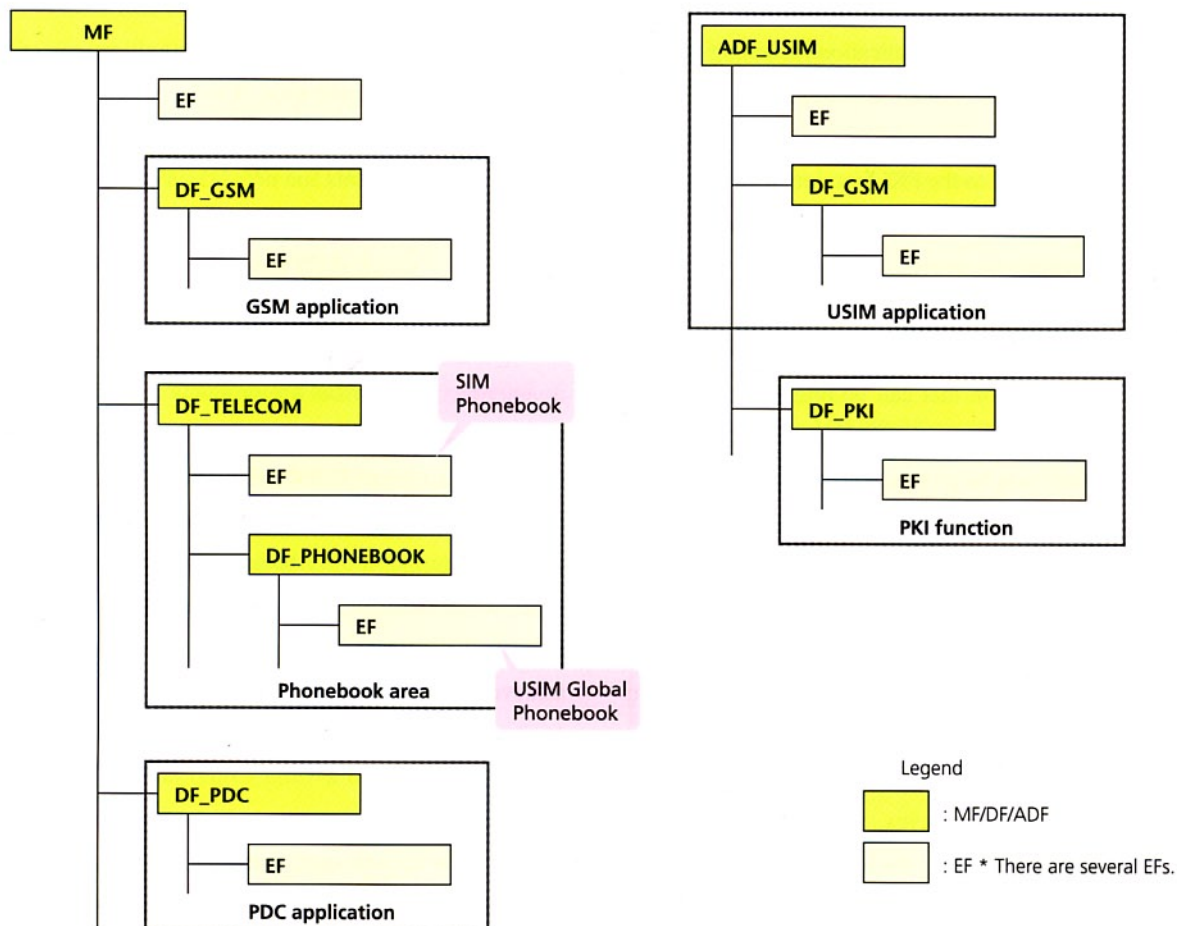 MF
EF
DF_GSM
EF
GSM application
DF_TELECOM
SIM
Phonebook
EF
DF_PHONEBOOK
EF
Phonebook area
USIM Global
Phonebook
DF_PDC
EF
PDC application
ADF_USIM
EF
DF_GSM
EF
USIM application
DF_PKI
EF
PKI function
Legend
: MF/DF/ADF
: EF * There are several EFs.